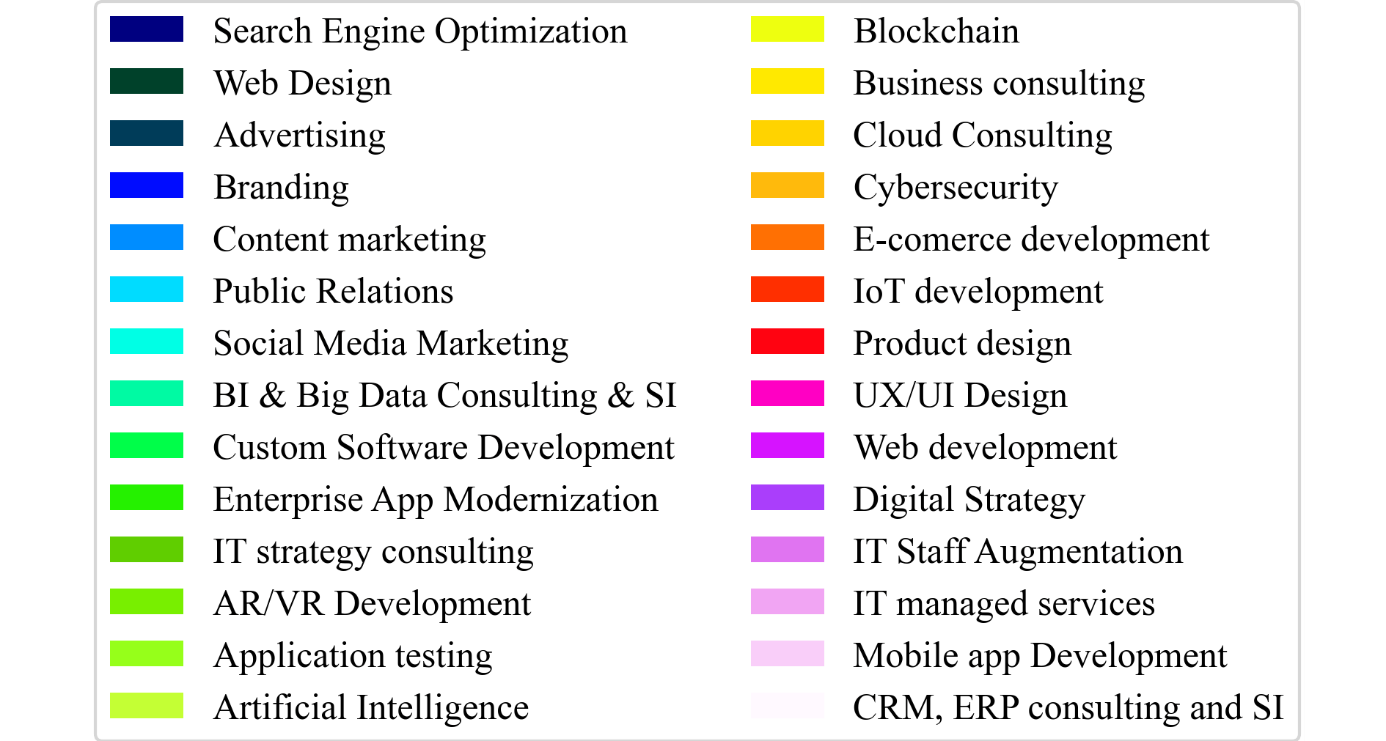 Search Engine Optimization
Web Design
Advertising
Branding
Content marketing
Public Relations
Social Media Marketing
BI & Big Data Consulting & SI
Custom Software Development
Enterprise App Modernization
IT strategy consulting
AR/VR Development
Application testing
Artificial Intelligence
Blockchain
Business consulting
Cloud Consulting
Cybersecurity
E-comerce development
IoT development
Product design
UX/UI Design
Web development
Digital Strategy
IT Staff Augmentation
IT managed services
Mobile app Development
CRM, ERP consulting and SI